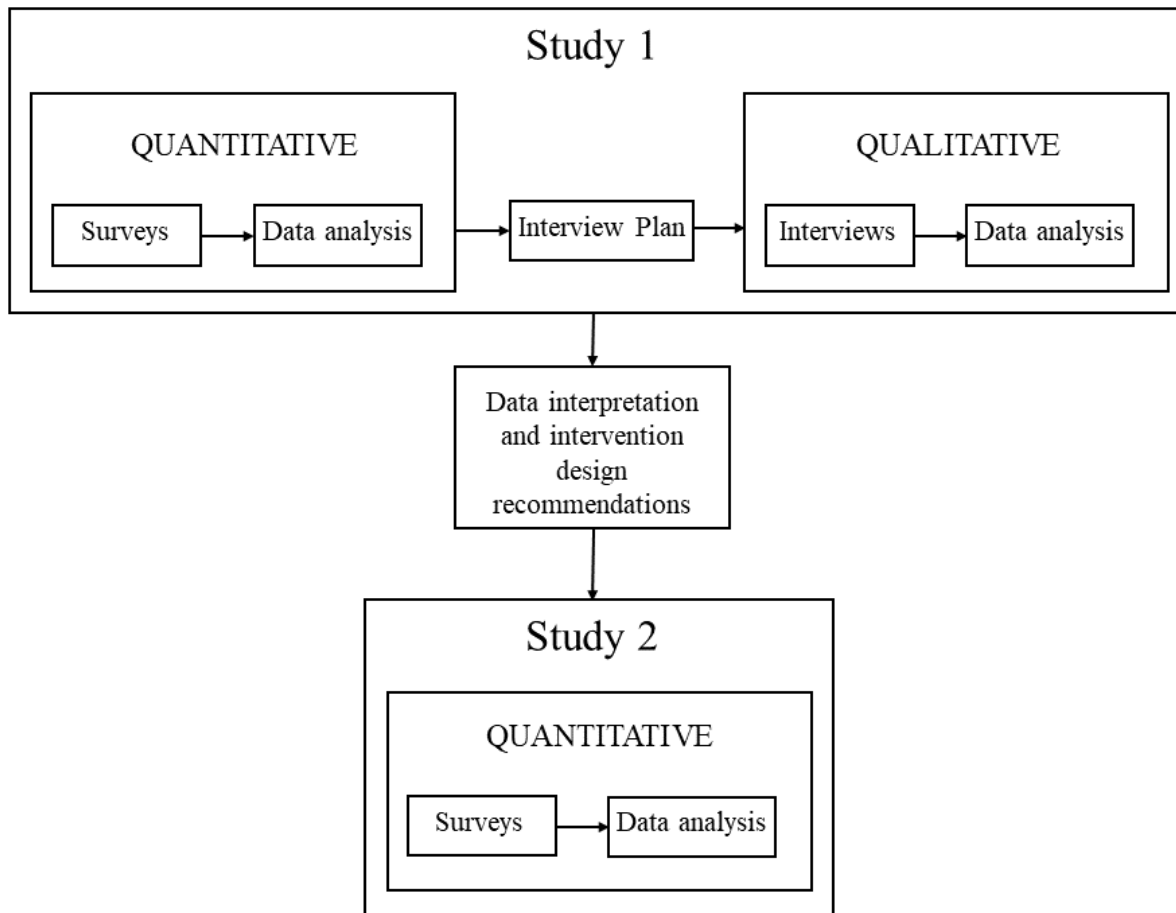 Study 1
QUANTITATIVE
Surveys
Data analysis
Interview Plan
QUALITATIVE
Interviews
Data analysis
Data interpretation
and intervention
design
recommendations
Study 2
QUANTITATIVE
Surveys
Data analysis